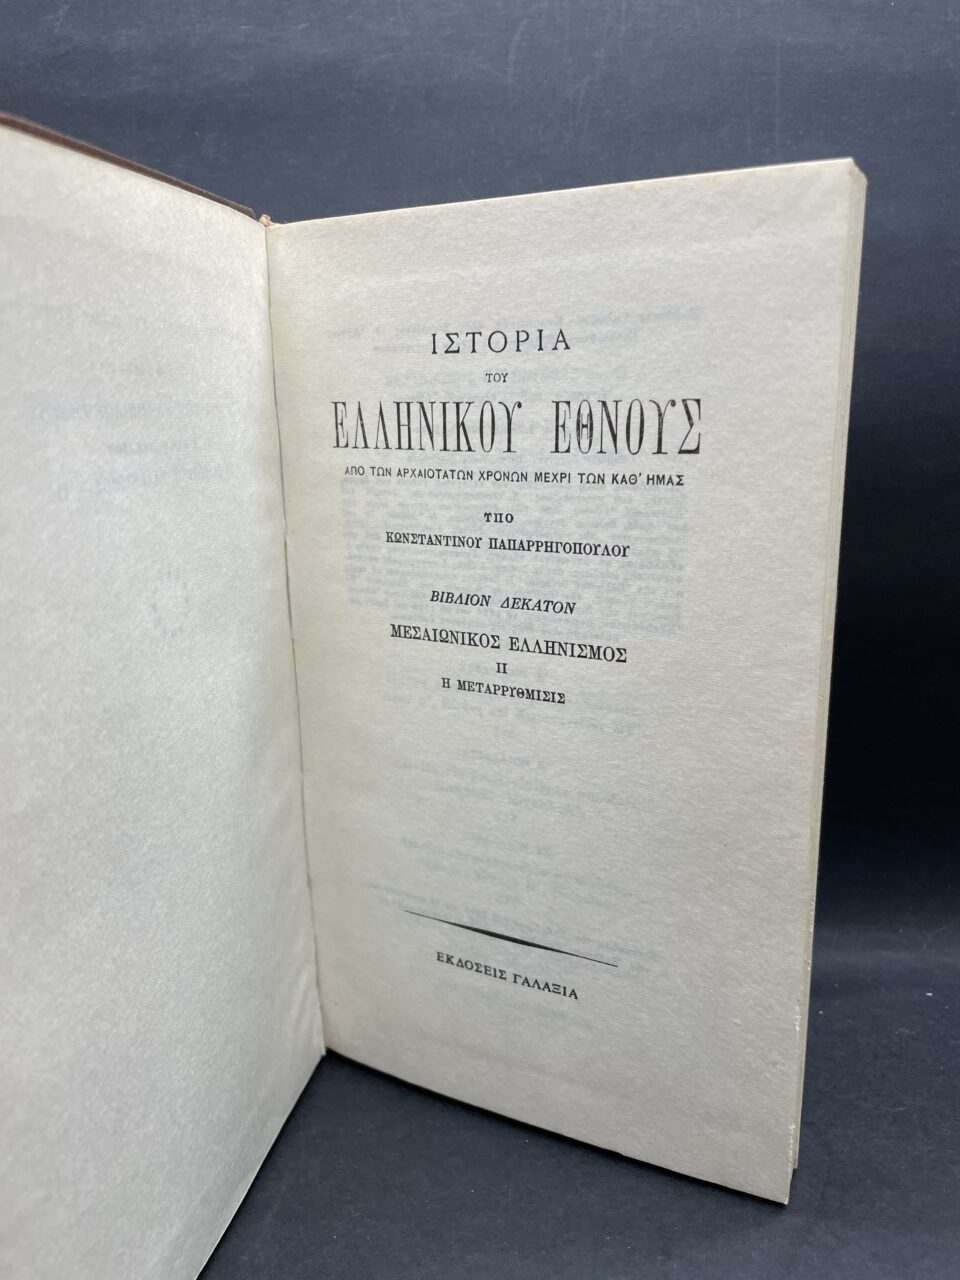 ΙΣΤΟΡΙΑ
ΤΟΥ
ΕΛΛΗΝΙΚΟΥ ΕΘΝΟΥΣ
ΑΠΟ ΤΩΝ ΑΡΧΑΙΟΤΑΤΩΝ ΧΡΟΝΩΝ ΜΕΧΡΙ ΤΩΝ ΚΑΘ' ΗΜΑΣ
ΥΠΟ
ΚΩΝΣΤΑΝΤΙΝΟΥ ΠΑΠΑΡΡΗΓΟΠΟΥΛΟΥ
ΒΙΒΛΙΟΝ ΔΕΚΑΤΟΝ
ΜΕΣΑΙΩΝΙΚΟΣ ΕΛΛΗΝΙΣΜΟΣ
ΙΙ
Η ΜΕΤΑΡΡΥΘΜΙΣΙΣ
ΕΚΔΟΣΕΙΣ ΓΑΛΑΞΙΑ